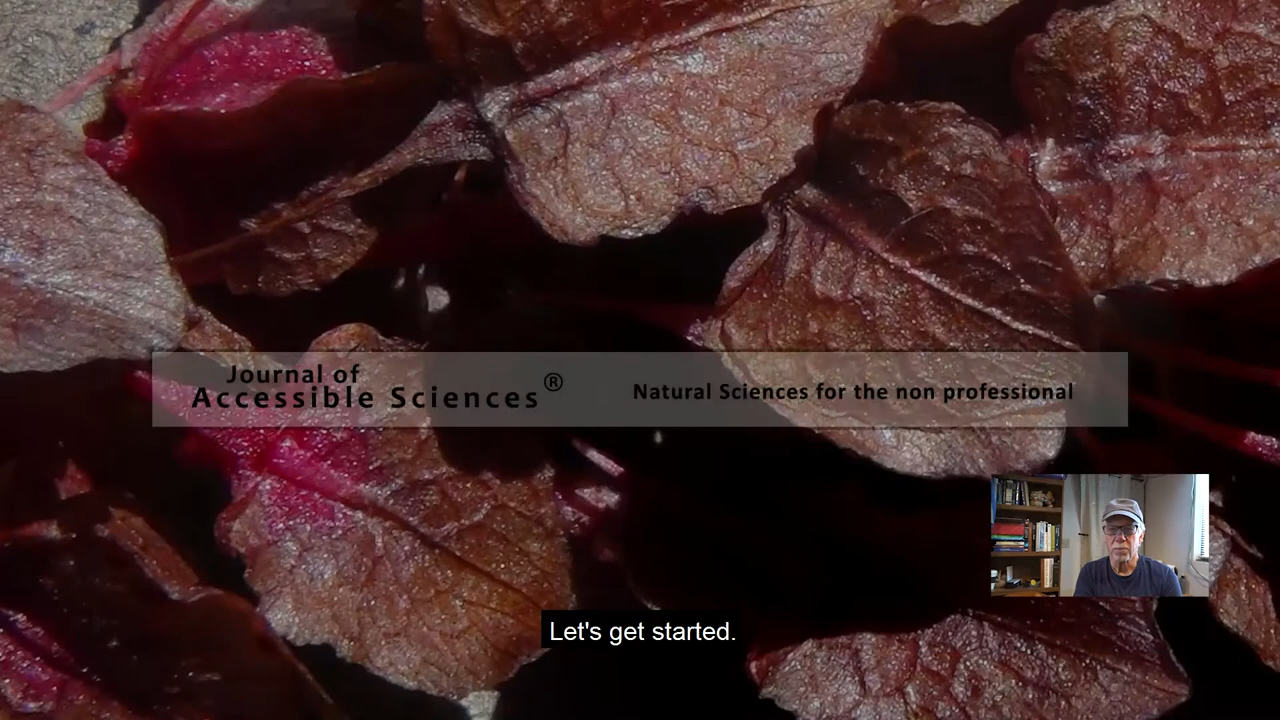 Journal of
Accessible Sciences®
Natural Sciences for the non professional
Let's get started.